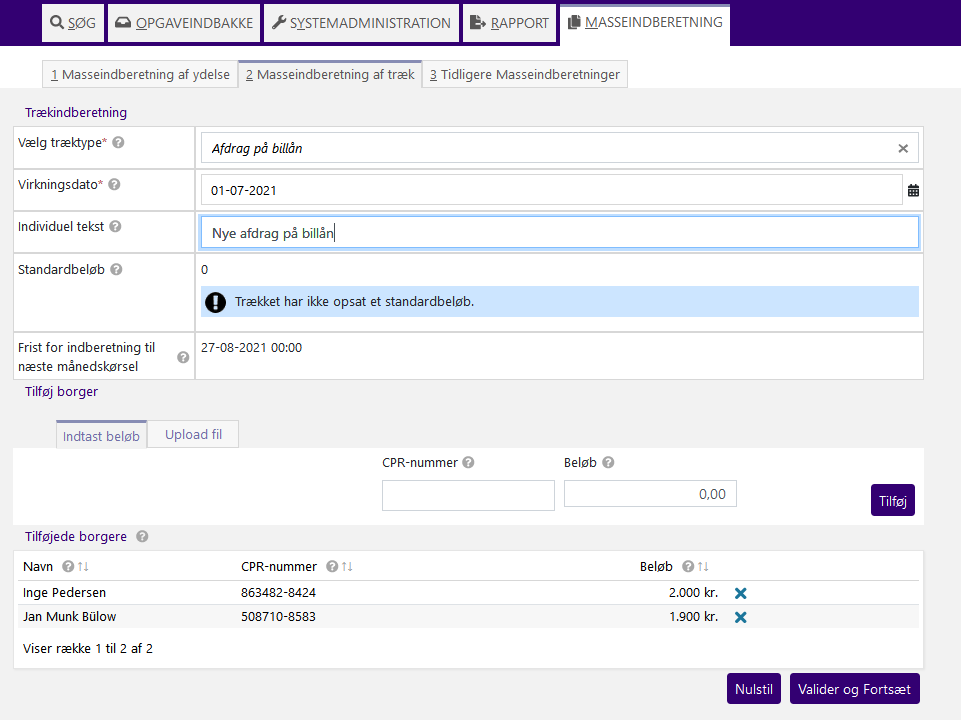 SØG OPGAVEINDBAKKE SYSTEMADMINISTRATION RAPPORT MASSEINDBERETNING
1 Masseindberetning af ydelse 2 Masseindberetning af træk 3 Tidligere Masseindberetninger
Trækindberetning
Vælg træktype* Afdrag på billån
Virkningsdato* 01-07-2021
Individuel tekst Nye afdrag på billån
Standardbeløb 0
Trækket har ikke opsat et standardbeløb.
Frist for indberetning til 27-08-2021 00:00
næste månedskørsel
Tilføj borger
Indtast beløb Upload fil
CPR-nummer Beløb
0,00
Tilføj
Tilføjede borgere
Navn CPR-nummer Beløb
Inge Pedersen 863482-8424 2.000 kr.
Jan Munk Bülow 508710-8583 1.900 kr.
Viser række 1 til 2 af 2
Nulstil Valider og Fortsæt